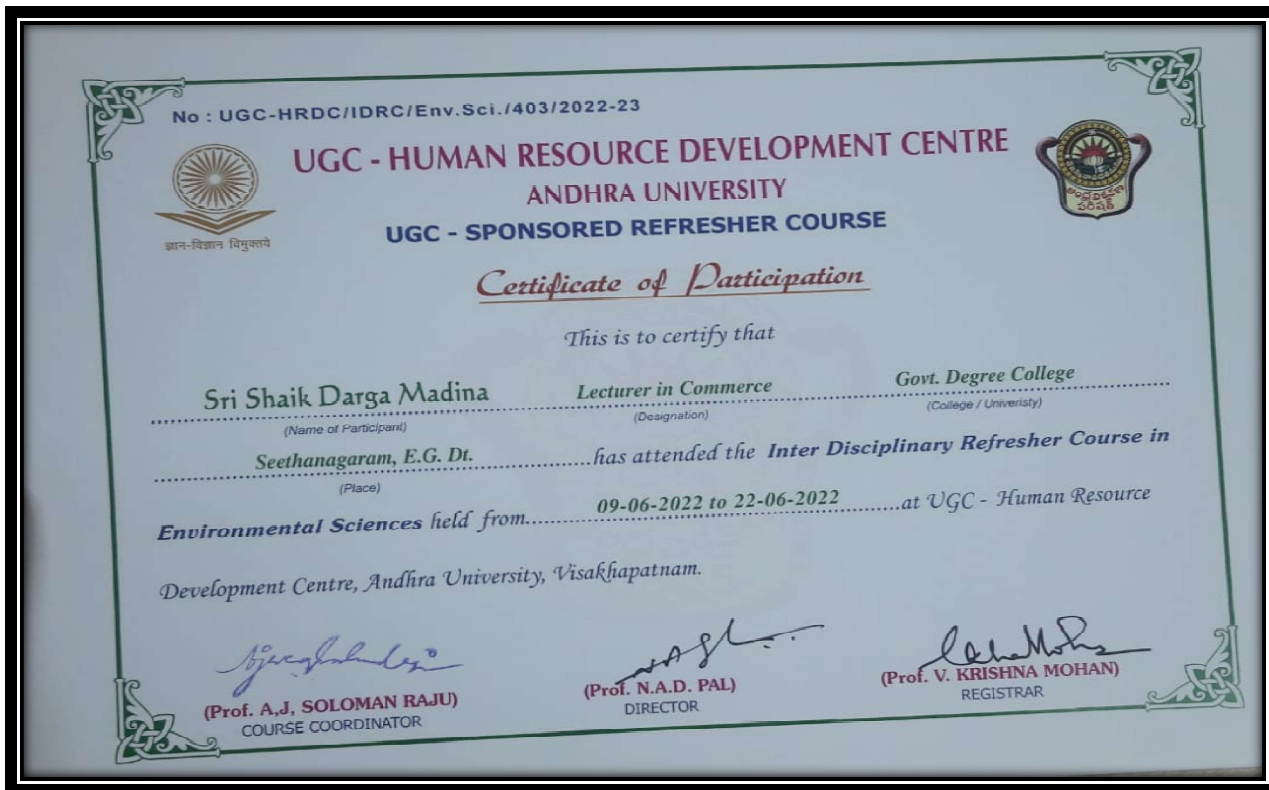 No : UGC-HRDC/IDRC/Env.Sci./403/2022-23
UGC - HUMAN RESOURCE DEVELOPMENT CENTRE
ANDHRA UNIVERSITY
UGC - SPONSORED REFRESHER COURSE
ज्ञान-विज्ञान विमुक्तये
Certificate of Participation
This is to certify that
Sri Shaik Darga Madina Lecturer in Commerce Govt. Degree College
(Name of Participant) (Designation) (College / Univeristy)
Seethanagaram, E.G. Dt. has attended the Inter Disciplinary Refresher Course in
(Place)
Environmental Sciences held from 09-06-2022 to 22-06-2022 at UGC - Human Resource
Development Centre, Andhra University, Visakhapatnam.
(Prof. A,J, SOLOMAN RAJU) (Prof. N.A.D. PAL) (Prof. V. KRISHNA MOHAN)
COURSE COORDINATOR DIRECTOR REGISTRAR